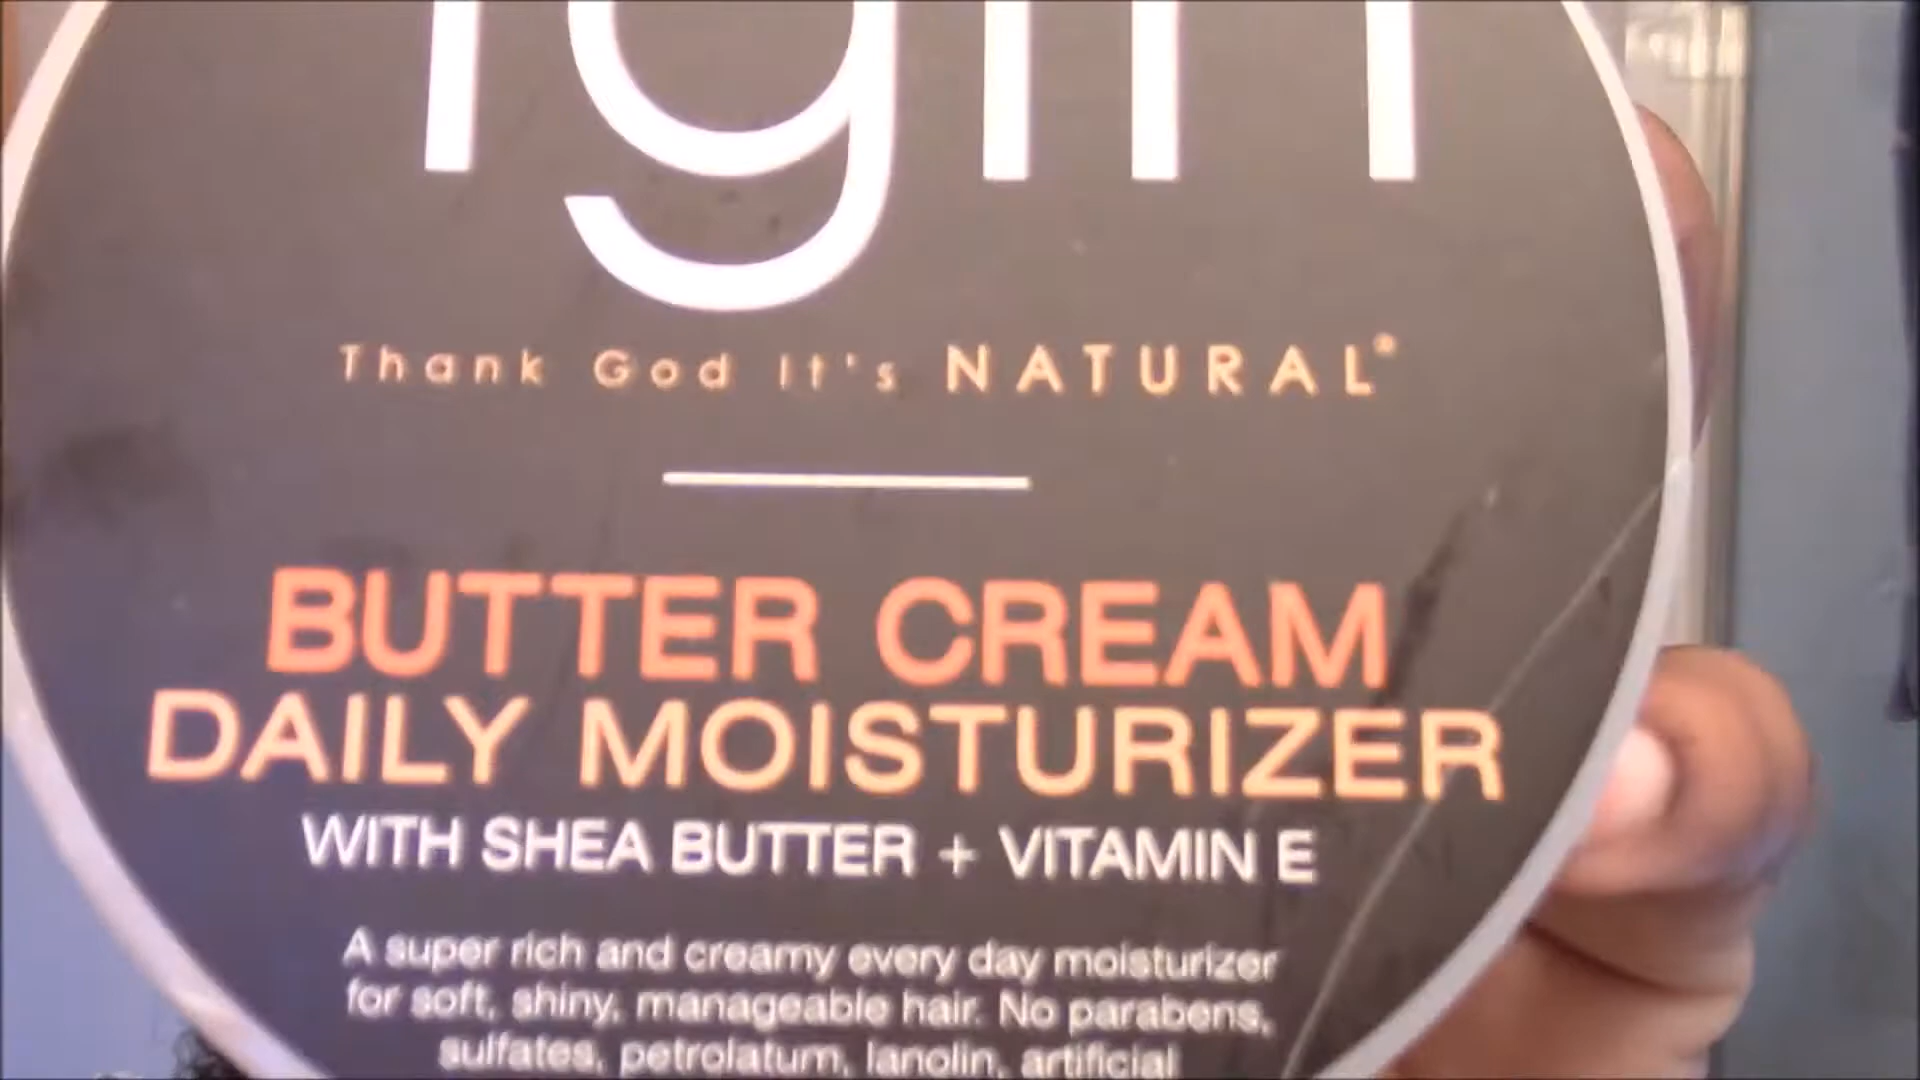 tgin
Thank God It's NATURAL®
BUTTER CREAM
DAILY MOISTURIZER
WITH SHEA BUTTER + VITAMIN E
A super rich and creamy every day moisturizer
for soft, shiny, manageable hair. No parabens,
sulfates, petrolatum, lanolin, artificial